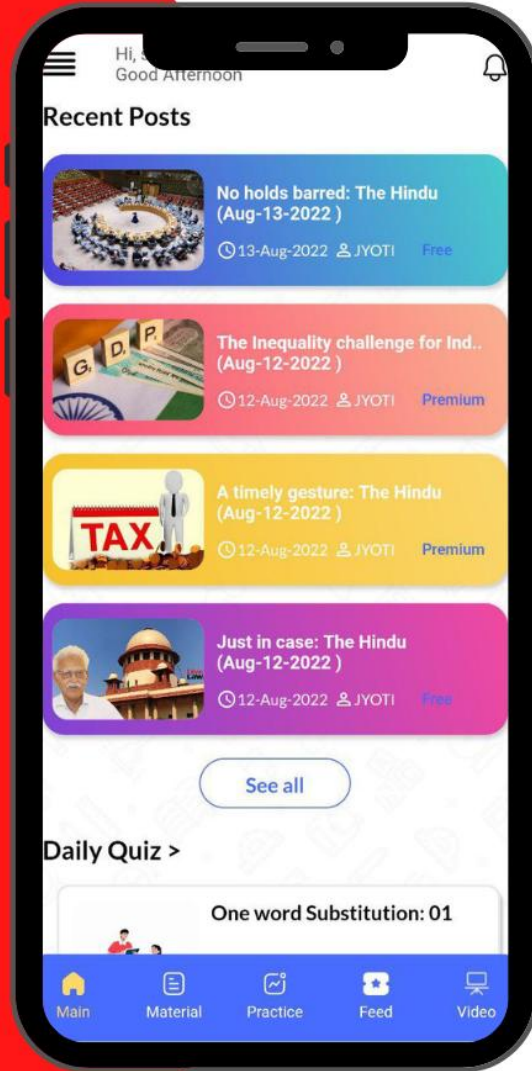 Hi,
Good Afternoon
Recent Posts
No holds barred: The Hindu
(Aug-13-2022 )
13-Aug-2022 JYOTI Free
GDP
The Inequality challenge for Ind..
(Aug-12-2022 )
12-Aug-2022 JYOTI Premium
TAX
A timely gesture: The Hindu
(Aug-12-2022 )
12-Aug-2022 JYOTI Premium
Just in case: The Hindu
(Aug-12-2022 )
12-Aug-2022 JYOTI Free
See all
Daily Quiz >
One word Substitution: 01
Main Material Practice Feed Video